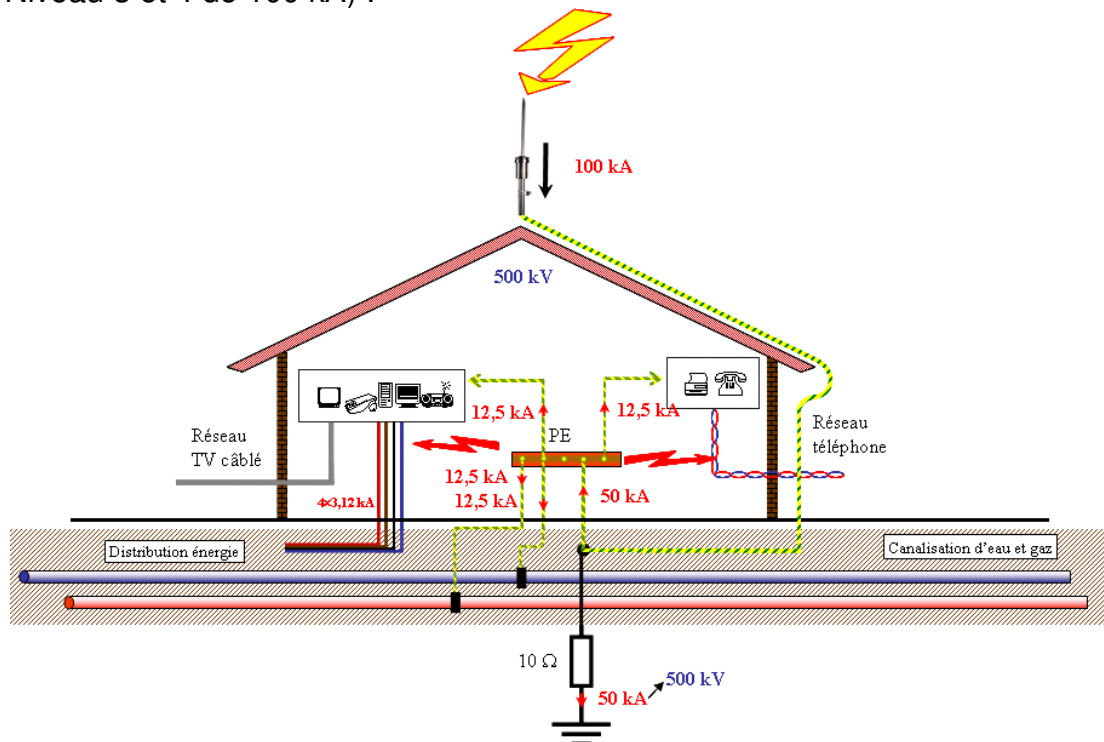 Niveau 3 et 4 de 100 kA) :
100 kA
500 kV
12,5 kA
12,5 kA
PE
Réseau
TV câblé
Réseau
téléphone
12,5 kA
12,5 kA
4×3,12 kA
50 kA
Distribution énergie
Canalisation d'eau et gaz
10 Ω
50 kA
500 kV